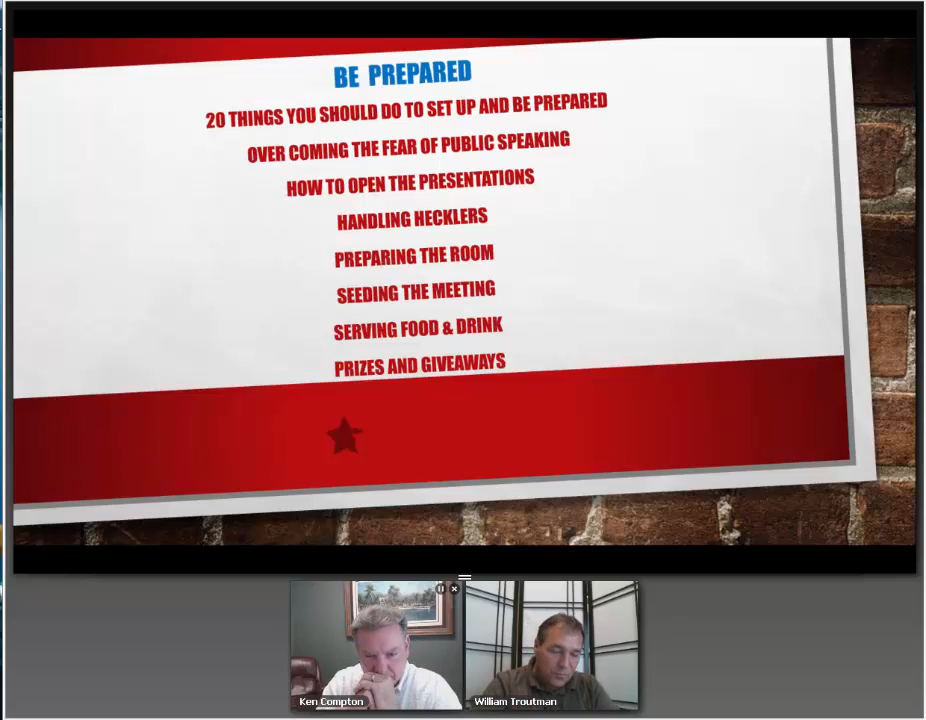 BE PREPARED
20 THINGS YOU SHOULD DO TO SET UP AND BE PREPARED
OVER COMING THE FEAR OF PUBLIC SPEAKING
HOW TO OPEN THE PRESENTATIONS
HANDLING HECKLERS
PREPARING THE ROOM
SEEDING THE MEETING
SERVING FOOD & DRINK
PRIZES AND GIVEAWAYS
Ken Compton
William Troutman